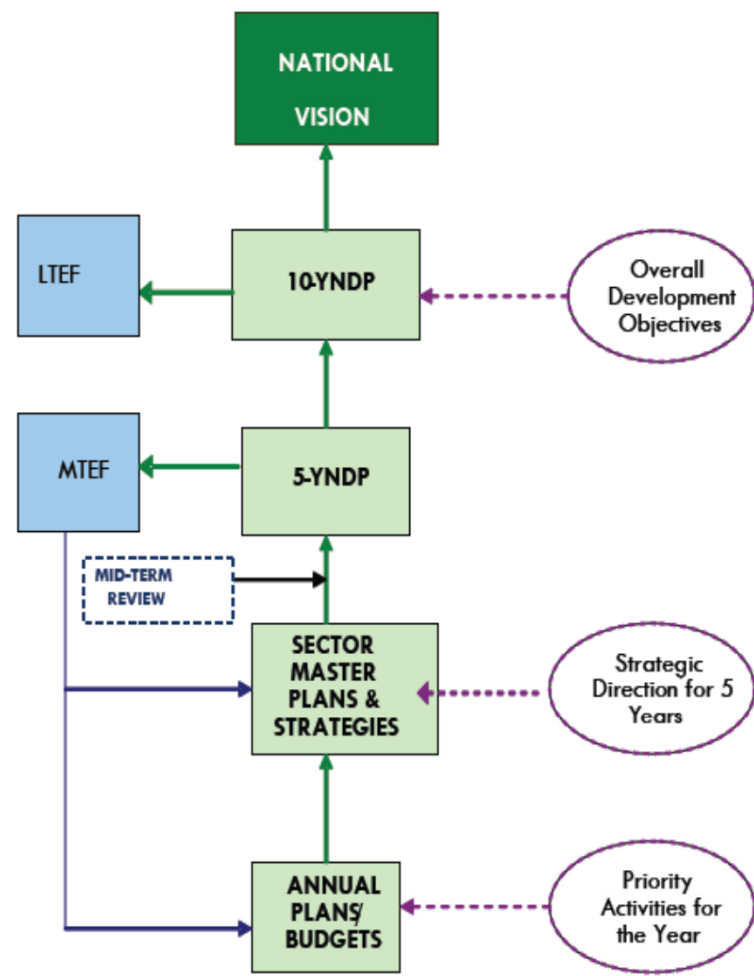 NATIONAL
VISION
LTEF
10-YNDP
Overall
Development
Objectives
MTEF
5-YNDP
MID-TERM
REVIEW
SECTOR
MASTER
PLANS &
STRATEGIES
Strategic
Direction for 5
Years
ANNUAL
PLANS/
BUDGETS
Priority
Activities for
the Year